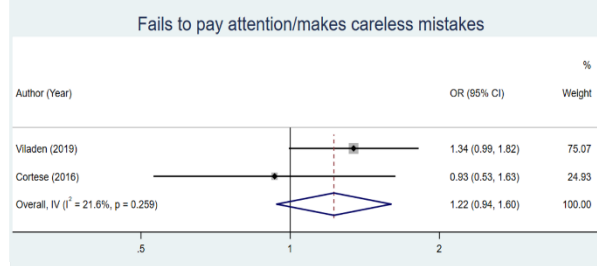 Fails to pay attention/makes careless mistakes
%
Author (Year) OR (95% CI) Weight
Viladen (2019) 1.34 (0.99, 1.82) 75.07
Cortese (2016) 0.93 (0.53, 1.63) 24.93
Overall, IV (I² = 21.6%, p = 0.259) 1.22 (0.94, 1.60) 100.00
.5 1 2